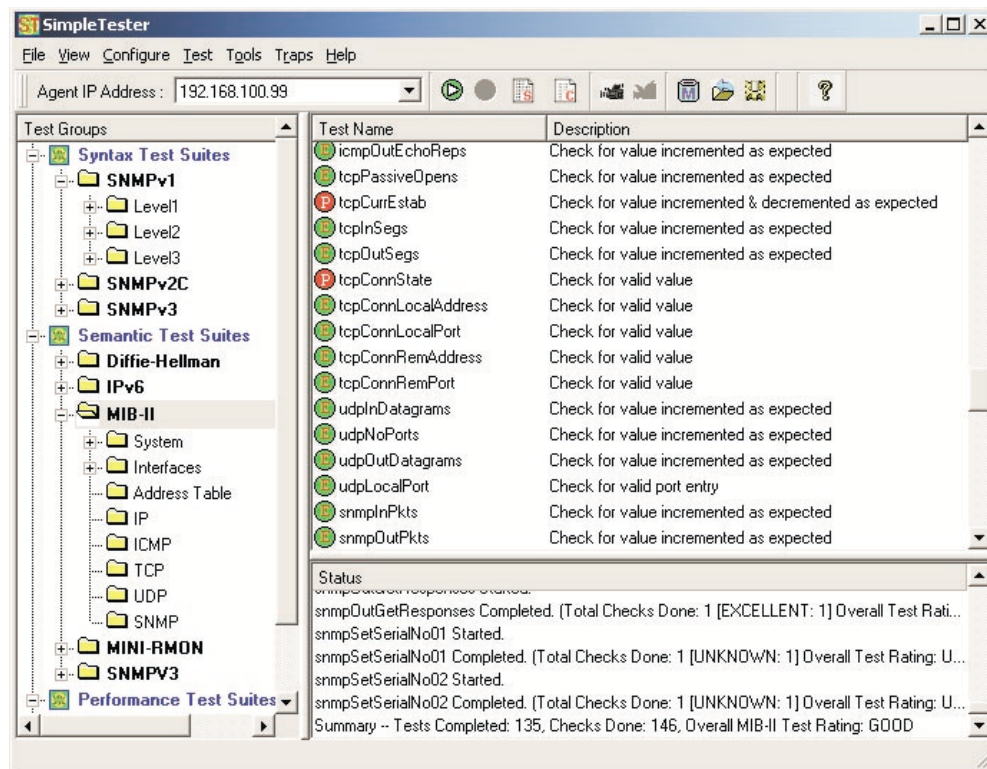 SimpleTester
File View Configure Test Tools Traps Help
Agent IP Address : 192.168.100.99
Test Groups
Syntax Test Suites
SNMPv1
Level1
Level2
Level3
SNMPv2C
SNMPv3
Semantic Test Suites
Diffie-Hellman
IPv6
MIB-II
System
Interfaces
Address Table
IP
ICMP
TCP
UDP
SNMP
MINI-RMON
SNMPV3
Performance Test Suites
Test Name Description
E icmpOutEchoReps Check for value incremented as expected
E tcpPassiveOpens Check for value incremented as expected
P tcpCurrEstab Check for value incremented & decremented as expected
E tcpInSegs Check for value incremented as expected
E tcpOutSegs Check for value incremented as expected
P tcpConnState Check for valid value
E tcpConnLocalAddress Check for valid value
E tcpConnLocalPort Check for valid value
E tcpConnRemAddress Check for valid value
E tcpConnRemPort Check for valid value
E udpInDatagrams Check for value incremented as expected
E udpNoPorts Check for value incremented as expected
E udpOutDatagrams Check for value incremented as expected
E udpLocalPort Check for valid port entry
E snmpInPkts Check for value incremented as expected
E snmpOutPkts Check for value incremented as expected
Status
snmpOutGetResponses Started.
snmpOutGetResponses Completed. (Total Checks Done: 1 [EXCELLENT: 1] Overall Test Rati...
snmpSetSerialNo01 Started.
snmpSetSerialNo01 Completed. (Total Checks Done: 1 [UNKNOWN: 1] Overall Test Rating: U...
snmpSetSerialNo02 Started.
snmpSetSerialNo02 Completed. (Total Checks Done: 1 [UNKNOWN: 1] Overall Test Rating: U...
Summary -- Tests Completed: 135, Checks Done: 146, Overall MIB-II Test Rating: GOOD